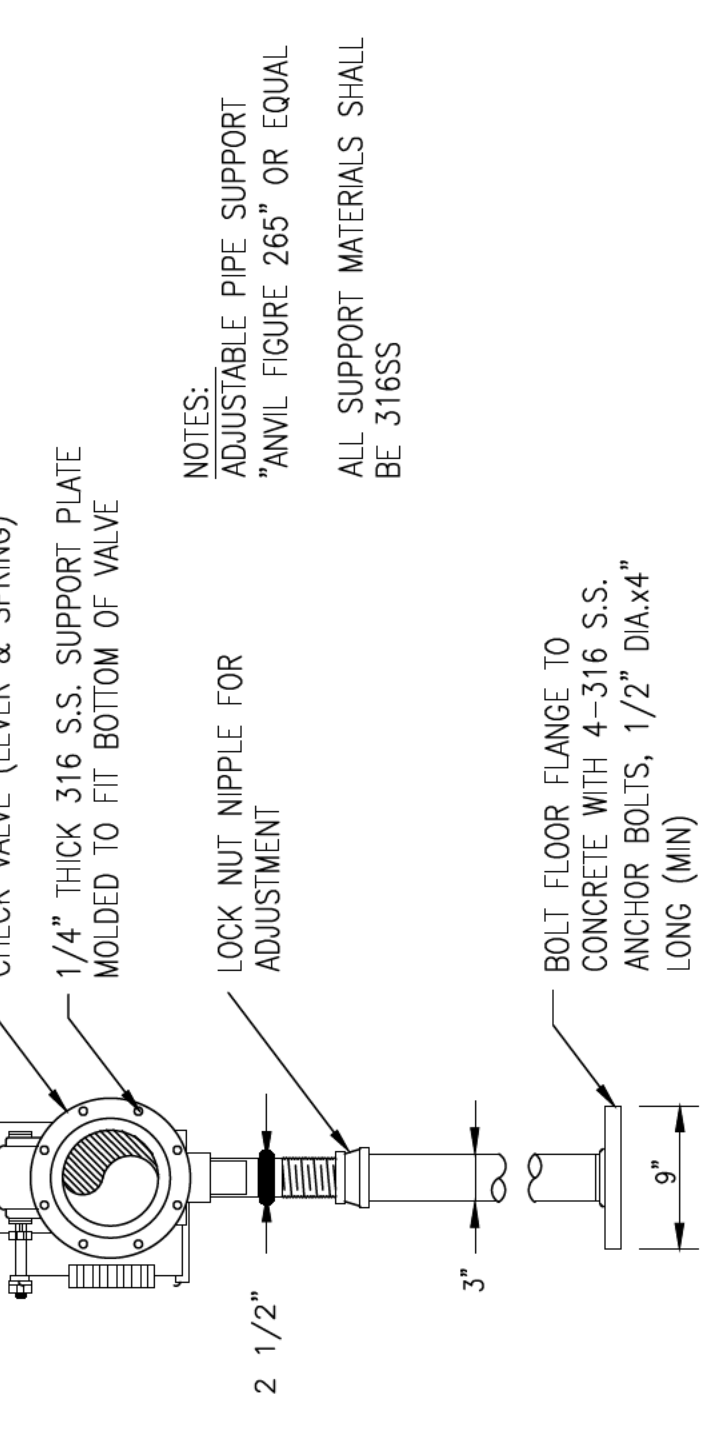 CHECK VALVE (LEVER & SPRING)
1/4" THICK 316 S.S. SUPPORT PLATE
MOLDED TO FIT BOTTOM OF VALVE
NOTES:
ADJUSTABLE PIPE SUPPORT
"ANVIL FIGURE 265" OR EQUAL
ALL SUPPORT MATERIALS SHALL
BE 316SS
LOCK NUT NIPPLE FOR
ADJUSTMENT
2 1/2"
3"
BOLT FLOOR FLANGE TO
CONCRETE WITH 4-316 S.S.
ANCHOR BOLTS, 1/2" DIA.x4"
LONG (MIN)
9"